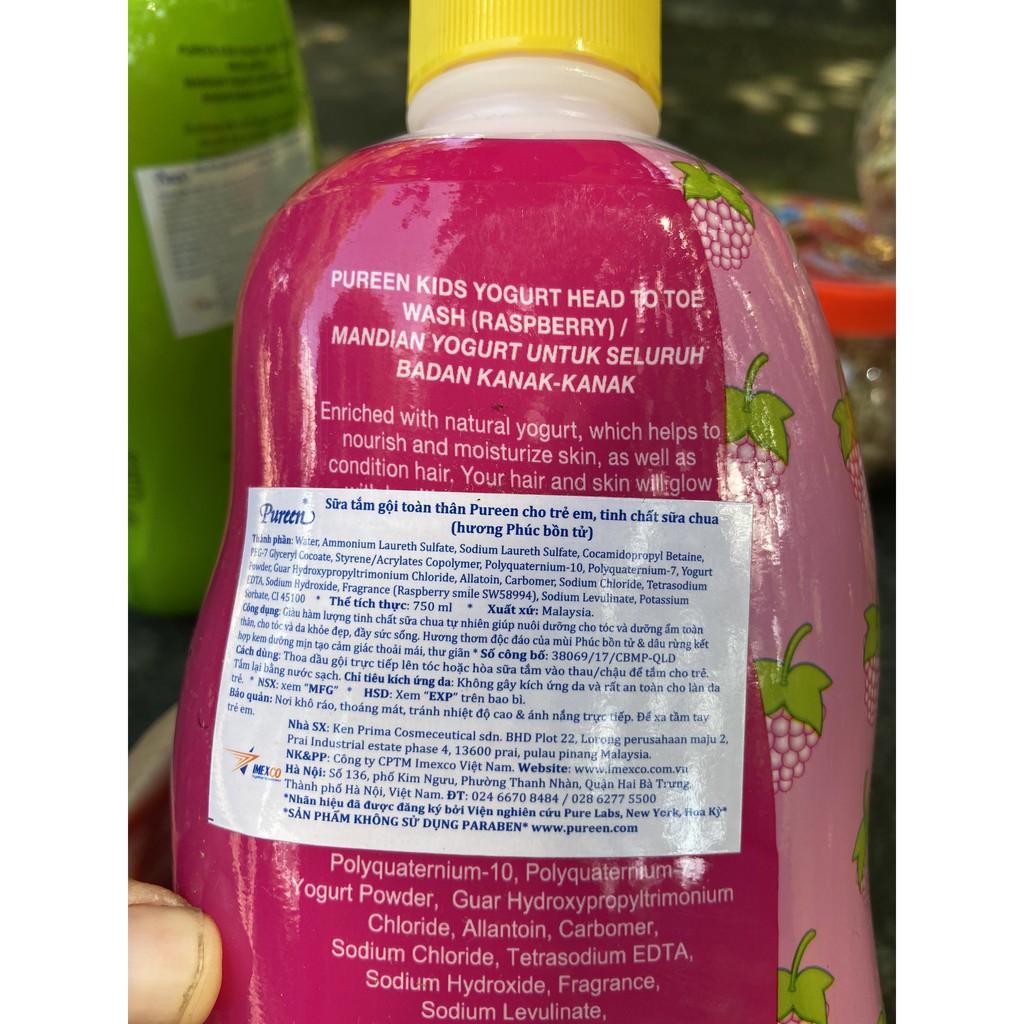 PUREEN KIDS YOGURT HEAD TO TOE
WASH (RASPBERRY) /
MANDIAN YOGURT UNTUK SELURUH
BADAN KANAK-KANAK
Enriched with natural yogurt, which helps to
nourish and moisturize skin, as well as
condition hair. Your hair and skin will glow
Pureen
Sữa tắm gội toàn thân Pureen cho trẻ em, tinh chất sữa chua
(hương Phúc bồn tử)
Thành phần: Water, Ammonium Laureth Sulfate, Sodium Laureth Sulfate, Cocamidopropyl Betaine,
PEG-7 Glyceryl Cocoate, Styrene/Acrylates Copolymer, Polyquaternium-10, Polyquaternium-7, Yogurt
Powder, Guar Hydroxypropyltrimonium Chloride, Allatoin, Carbomer, Sodium Chloride, Tetrasodium
EDTA, Sodium Hydroxide, Fragrance (Raspberry smile SW58994), Sodium Levulinate, Potassium
Sorbate, CI 45100 * Thể tích thực: 750 ml * Xuất xứ: Malaysia.
Công dụng: Giàu hàm lượng tinh chất sữa chua tự nhiên giúp nuôi dưỡng cho tóc và dưỡng ẩm toàn
thân, cho tóc và da khỏe đẹp, đầy sức sống. Hương thơm độc đáo của mùi Phúc bồn tử & dâu rừng kết
hợp kem dưỡng mịn tạo cảm giác thoải mái, thư giãn * Số công bố: 38069/17/CBMP-QLD
Cách dùng: Thoa dầu gội trực tiếp lên tóc hoặc hòa sữa tắm vào thau/chậu để tắm cho trẻ.
Tắm lại bằng nước sạch. Chỉ tiêu kích ứng da: Không gây kích ứng da và rất an toàn cho làn da
trẻ. * NSX: xem "MFG" * HSD: Xem "EXP" trên bao bì.
Bảo quản: Nơi khô ráo, thoáng mát, tránh nhiệt độ cao & ánh nắng trực tiếp. Để xa tầm tay
trẻ em.
Nhà SX: Ken Prima Cosmeceutical sdn. BHD Plot 22, Lorong perusahaan maju 2,
Prai Industrial estate phase 4, 13600 prai, pulau pinang Malaysia.
NK&PP: Công ty CPTM Imexco Việt Nam. Website: www.imexco.com.vn
IMEXCO
Hà Nội: Số 136, phố Kim Ngưu, Phường Thanh Nhàn, Quận Hai Bà Trưng,
Thành phố Hà Nội, Việt Nam. ĐT: 024 6670 8484 / 028 6277 5500
*Nhãn hiệu đã được đăng ký bởi Viện nghiên cứu Pure Labs, New York, Hoa Kỳ*
*SẢN PHẨM KHÔNG SỬ DỤNG PARABEN* www.pureen.com
Polyquaternium-10, Polyquaternium-7,
Yogurt Powder, Guar Hydroxypropyltrimonium
Chloride, Allantoin, Carbomer,
Sodium Chloride, Tetrasodium EDTA,
Sodium Hydroxide, Fragrance,
Sodium Levulinate,